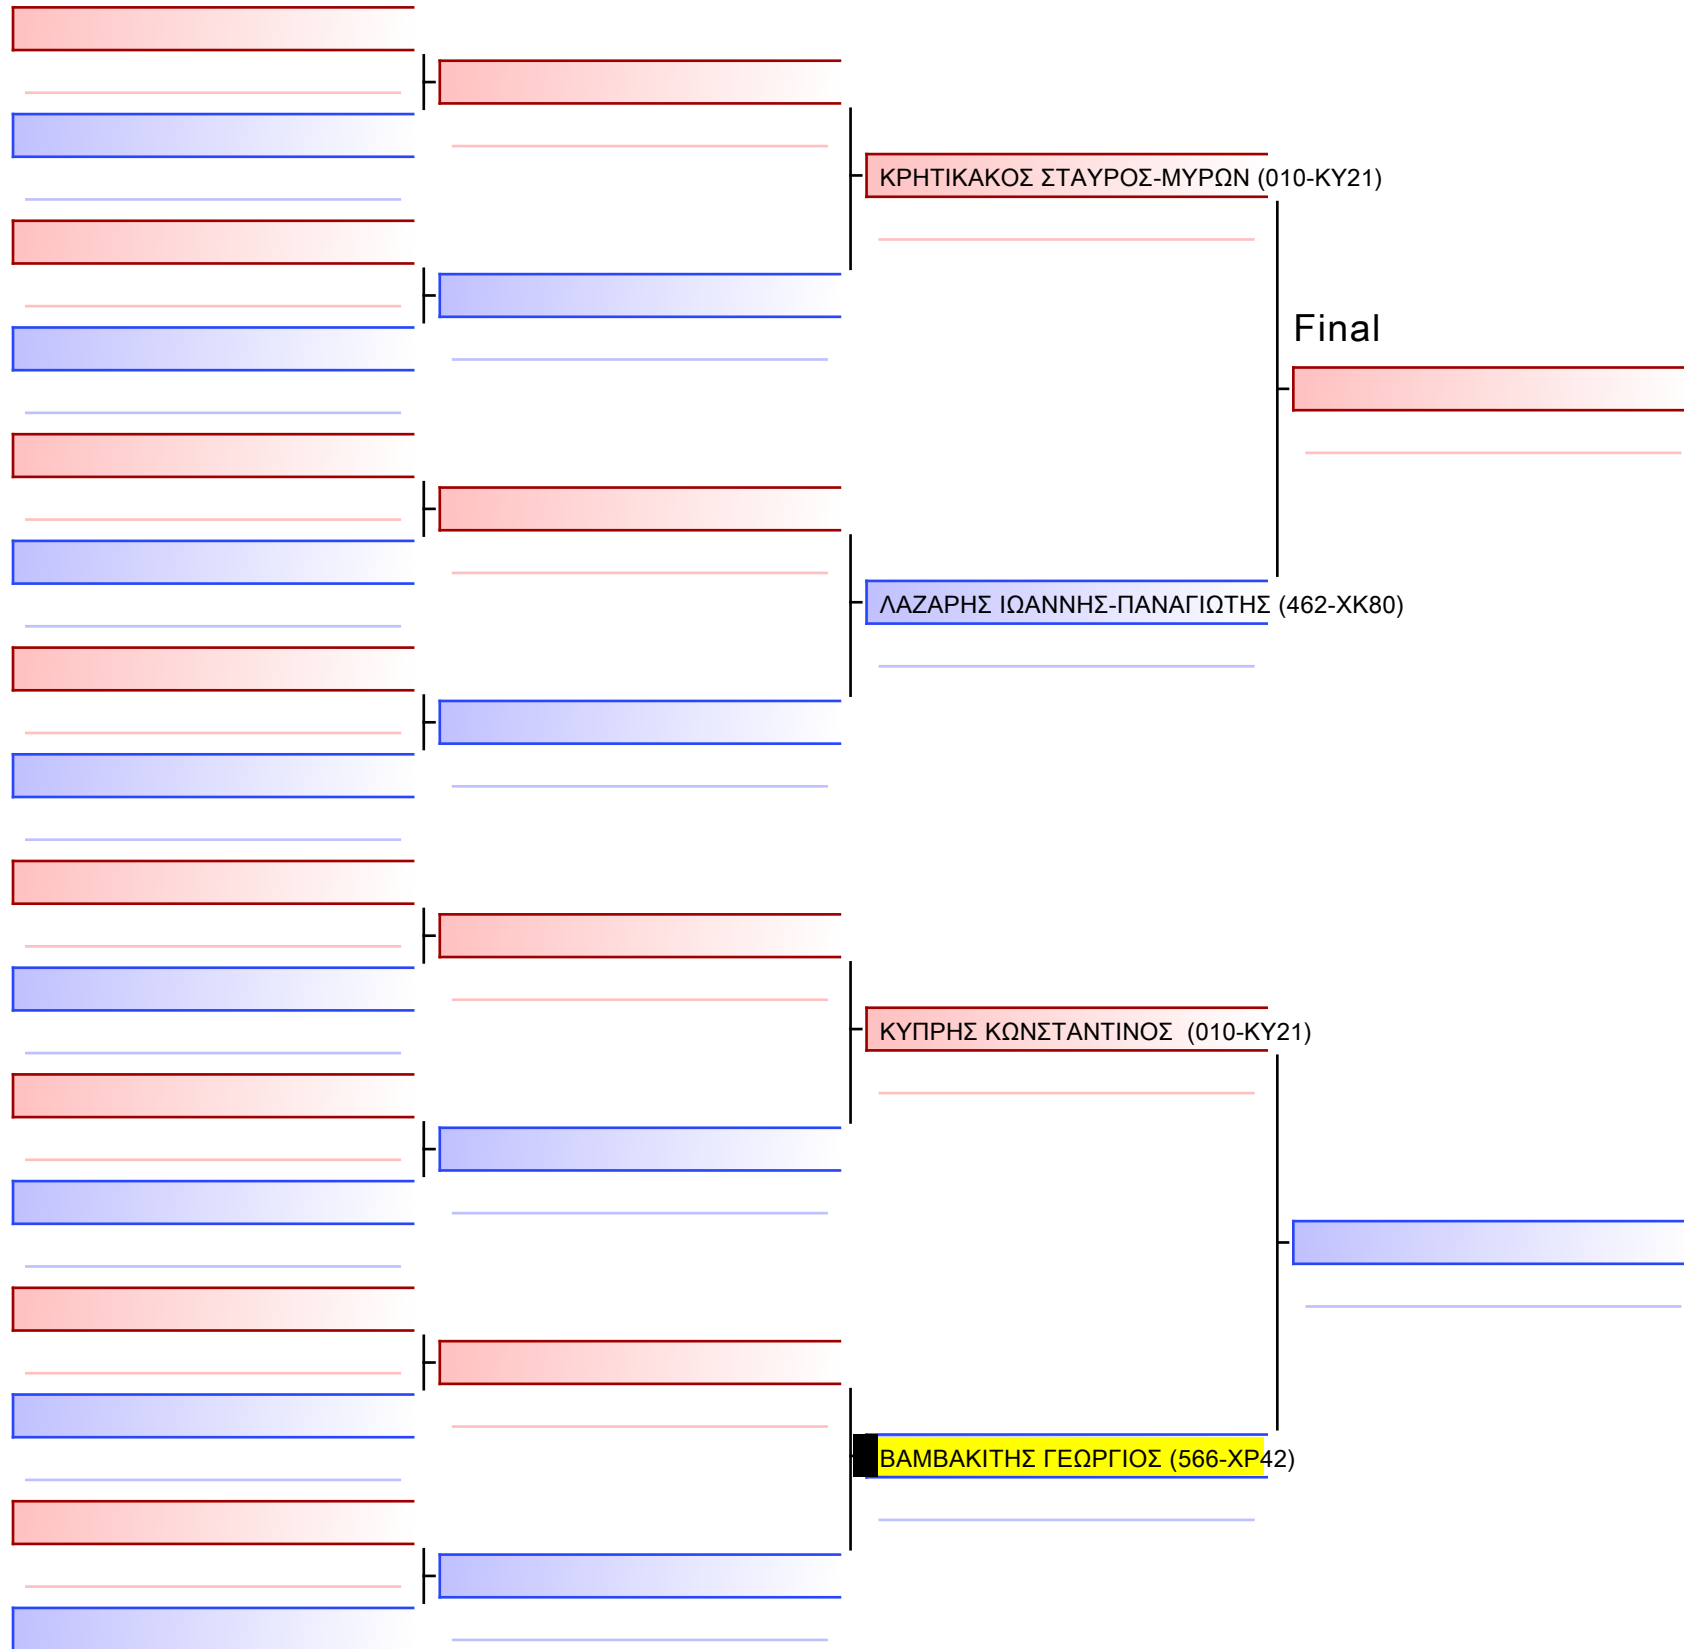 ΚΡΗΤΙΚΑΚΟΣ ΣΤΑΥΡΟΣ-ΜΥΡΩΝ (010-ΚΥ21)
Final
ΛΑΖΑΡΗΣ ΙΩΑΝΝΗΣ-ΠΑΝΑΓΙΩΤΗΣ (462-ΧΚ80)
ΚΥΠΡΗΣ ΚΩΝΣΤΑΝΤΙΝΟΣ (010-ΚΥ21)
ΒΑΜΒΑΚΙΤΗΣ ΓΕΩΡΓΙΟΣ (566-ΧΡ42)